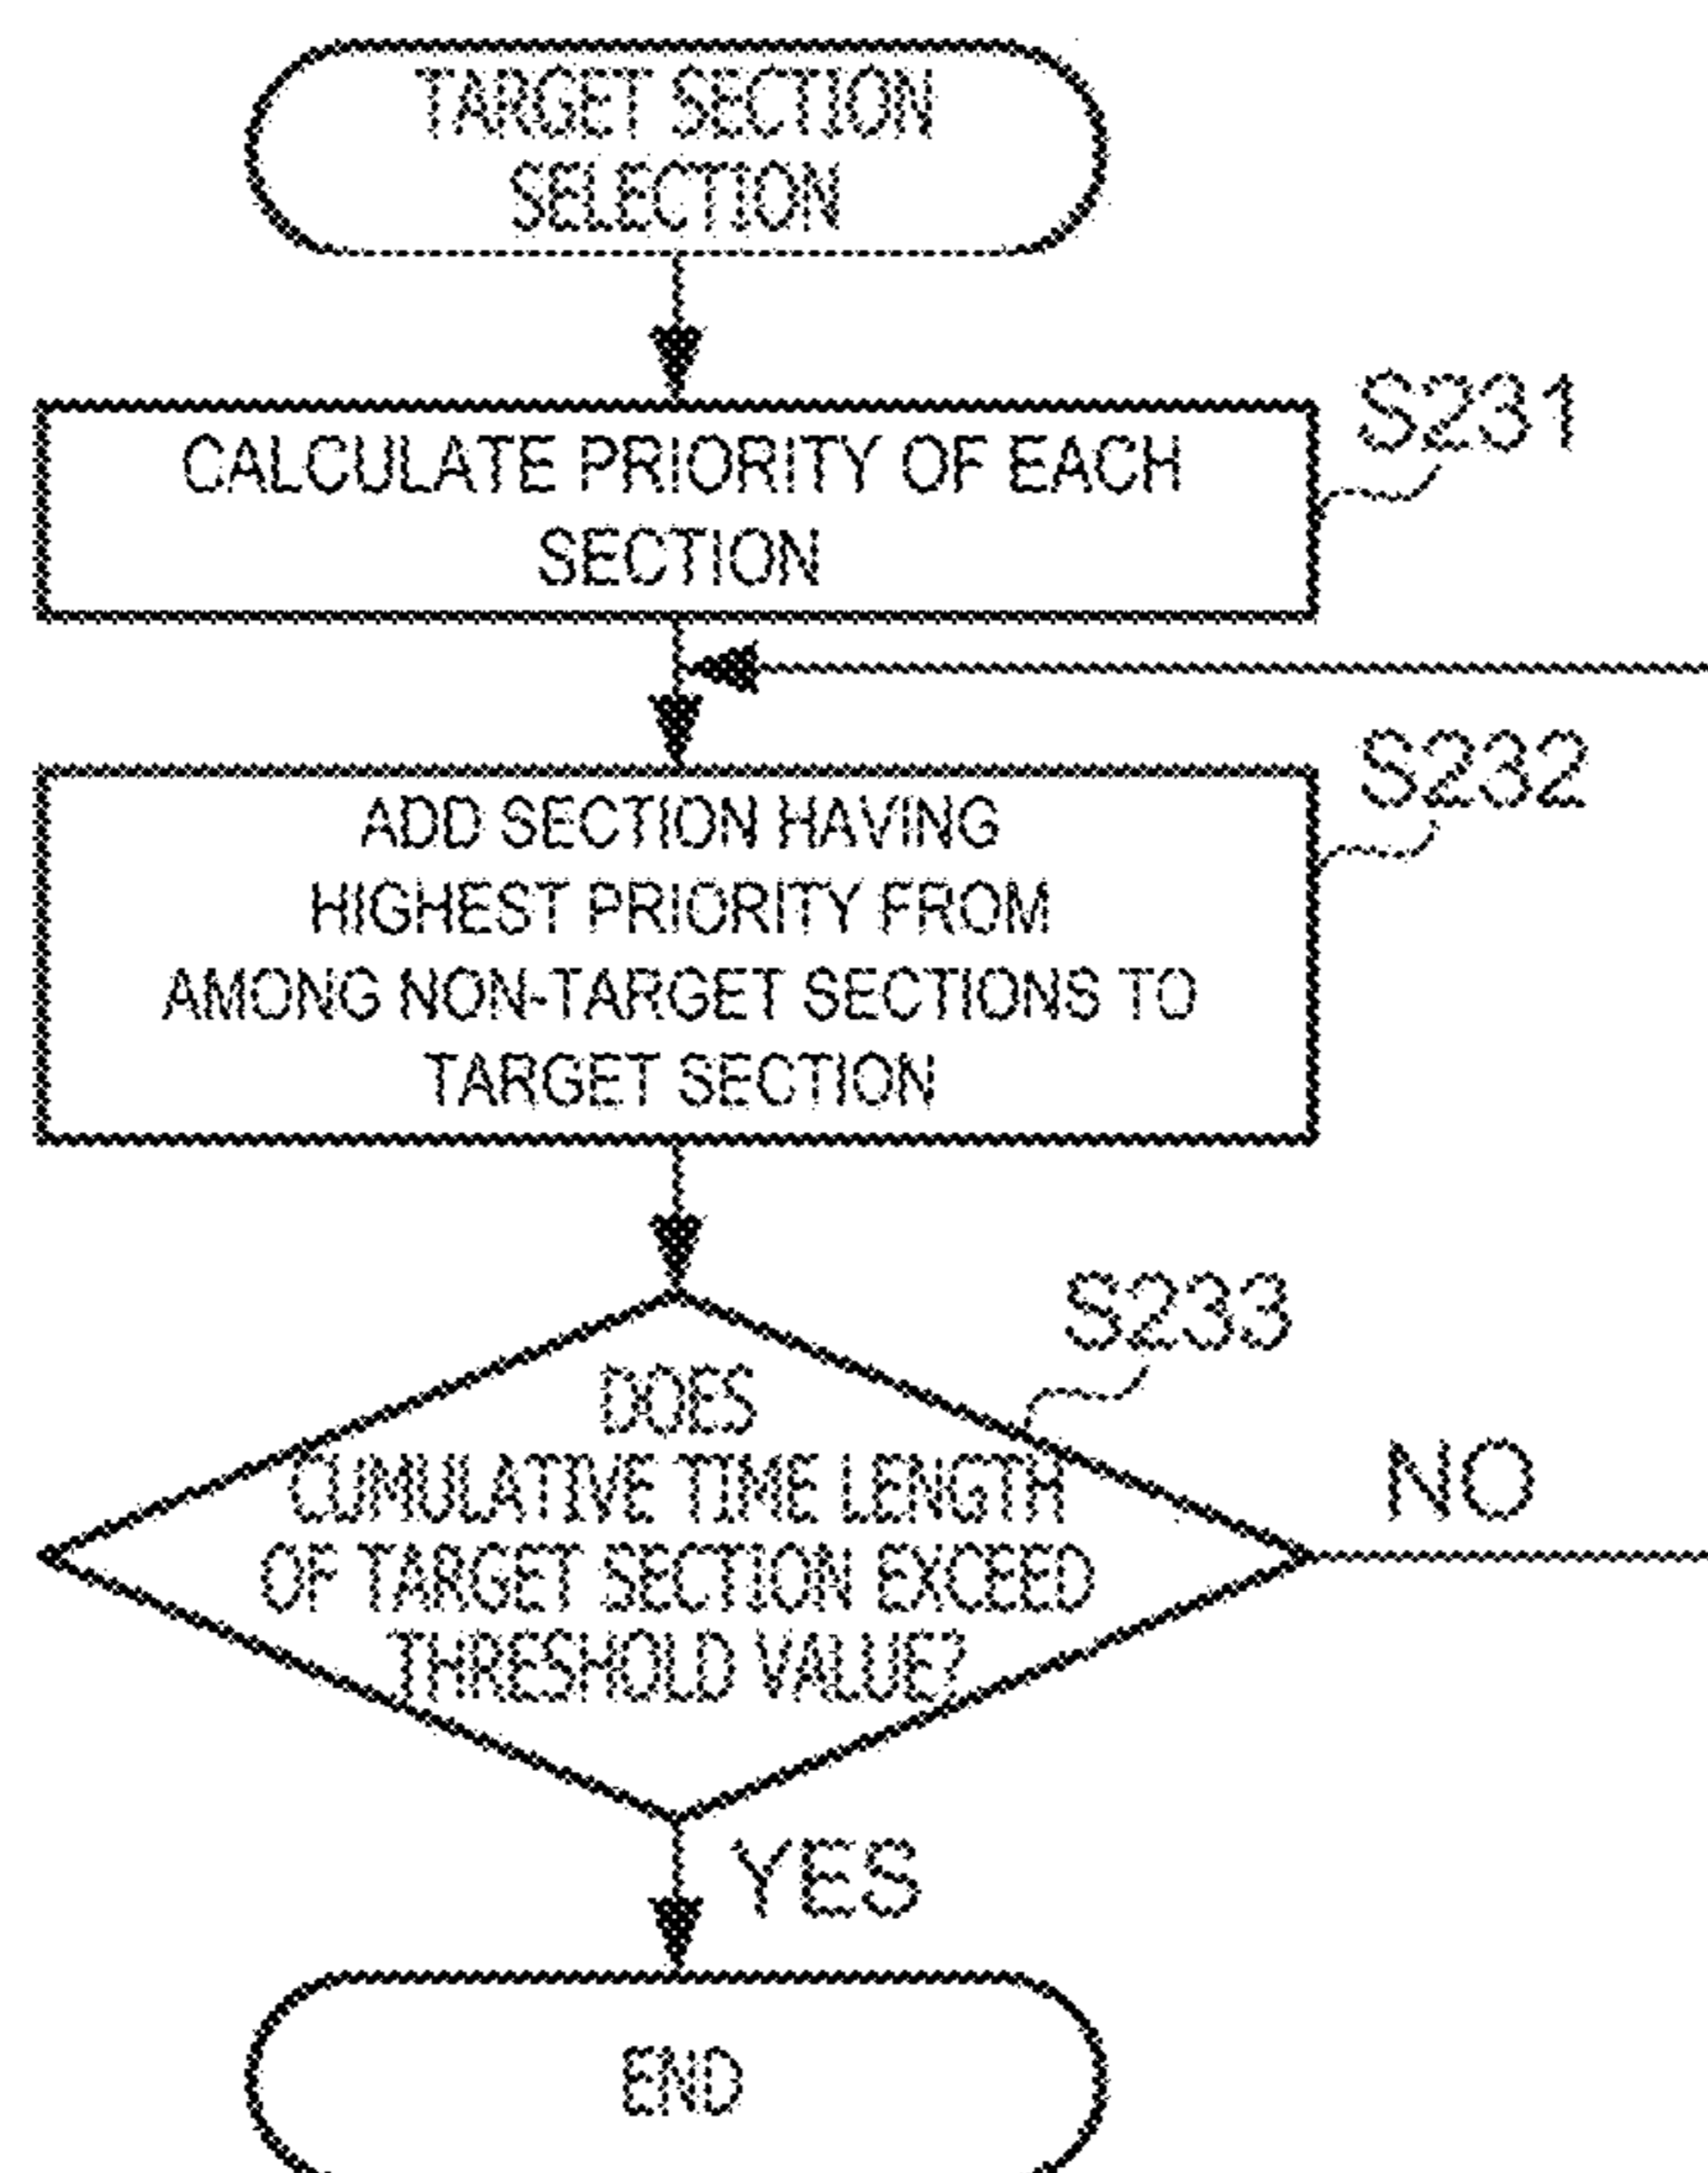 TARGET SECTION
SELECTION
S231
CALCULATE PRIORITY OF EACH
SECTION
S232
ADD SECTION HAVING
HIGHEST PRIORITY FROM
AMONG NON-TARGET SECTIONS TO
TARGET SECTION
S233
DOES
CUMULATIVE TIME LENGTH
OF TARGET SECTION EXCEED
THRESHOLD VALUE?
NO
YES
END